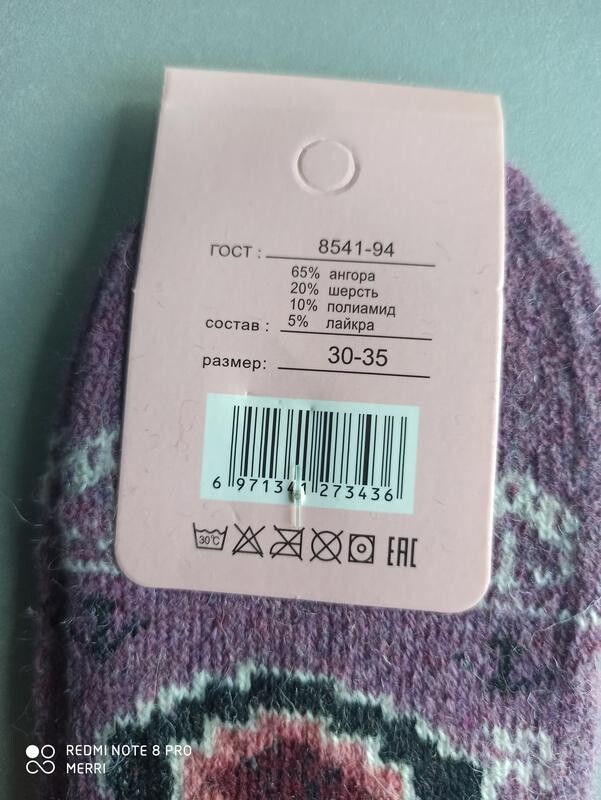 ГОСТ : 8541-94
65% ангора
20% шерсть
10% полиамид
состав : 5% лайкра
размер: 30-35
6 971341 273436
30°C
EAC
REDMI NOTE 8 PRO
MERRI